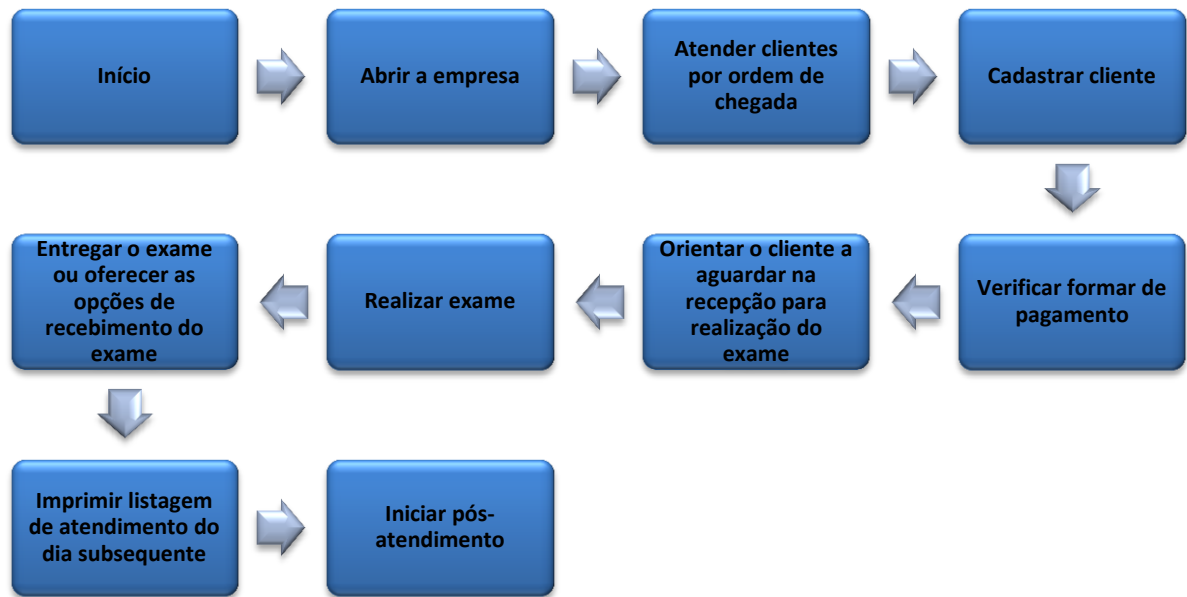 Início
Abrir a empresa
Atender clientes
por ordem de
chegada
Cadastrar cliente
Verificar formar de
pagamento
Orientar o cliente a
aguardar na
recepção para
realização do
exame
Realizar exame
Entregar o exame
ou oferecer as
opções de
recebimento do
exame
Imprimir listagem
de atendimento do
dia subsequente
Iniciar pós-
atendimento